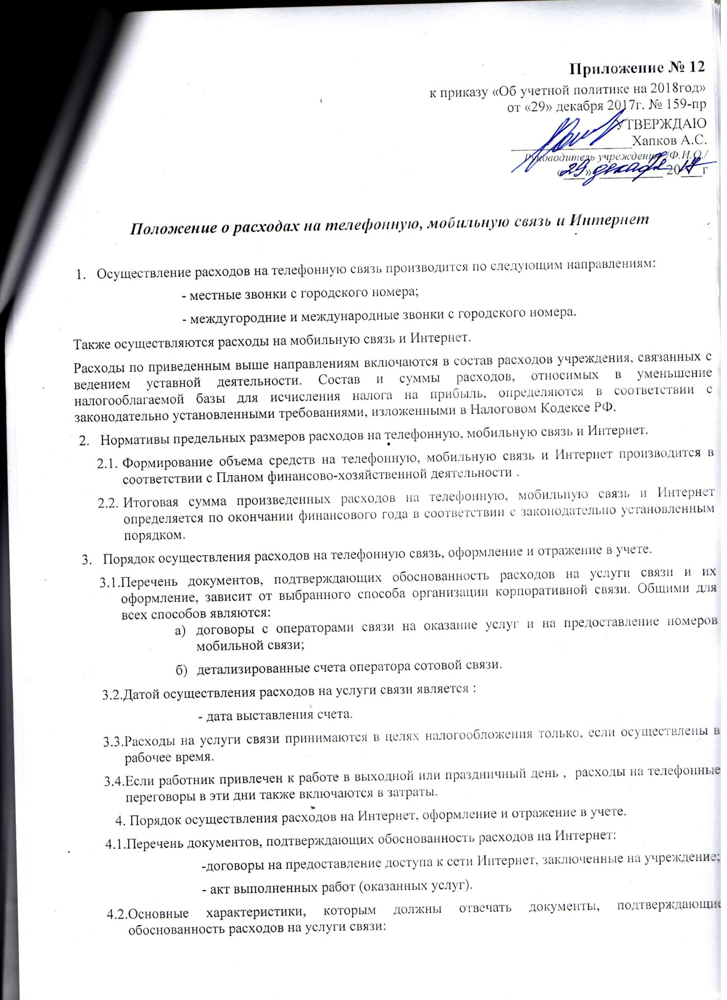 Приложение № 12
к приказу «Об учетной политике на 2018год»
от «29» декабря 2017г. № 159-пр
УТВЕРЖДАЮ
Хапков А.С.
Руководитель учреждения /Ф.И.О./
«29» декабря 2017 г
Положение о расходах на телефонную, мобильную связь и Интернет
1. Осуществление расходов на телефонную связь производится по следующим направлениям:
- местные звонки с городского номера;
- междугородние и международные звонки с городского номера.
Также осуществляются расходы на мобильную связь и Интернет.
Расходы по приведенным выше направлениям включаются в состав расходов учреждения, связанных с
ведением уставной деятельности. Состав и суммы расходов, относимых в уменьшение
налогооблагаемой базы для исчисления налога на прибыль, определяются в соответствии с
законодательно установленными требованиями, изложенными в Налоговом Кодексе РФ.
2. Нормативы предельных размеров расходов на телефонную, мобильную связь и Интернет.
2.1. Формирование объема средств на телефонную, мобильную связь и Интернет производится в
соответствии с Планом финансово-хозяйственной деятельности .
2.2. Итоговая сумма произведенных расходов на телефонную, мобильную связь и Интернет
определяется по окончании финансового года в соответствии с законодательно установленным
порядком.
3. Порядок осуществления расходов на телефонную связь, оформление и отражение в учете.
3.1.Перечень документов, подтверждающих обоснованность расходов на услуги связи и их
оформление, зависит от выбранного способа организации корпоративной связи. Общими для
всех способов являются:
а) договоры с операторами связи на оказание услуг и на предоставление номеров
мобильной связи;
б) детализированные счета оператора сотовой связи.
3.2.Датой осуществления расходов на услуги связи является :
- дата выставления счета.
3.3.Расходы на услуги связи принимаются в целях налогообложения только, если осуществлены в
рабочее время.
3.4.Если работник привлечен к работе в выходной или праздничный день , расходы на телефонные
переговоры в эти дни также включаются в затраты.
4. Порядок осуществления расходов на Интернет, оформление и отражение в учете.
4.1.Перечень документов, подтверждающих обоснованность расходов на Интернет:
-договоры на предоставление доступа к сети Интернет, заключенные на учреждение;
- акт выполненных работ (оказанных услуг).
4.2.Основные характеристики, которым должны отвечать документы, подтверждающие
обоснованность расходов на услуги связи: